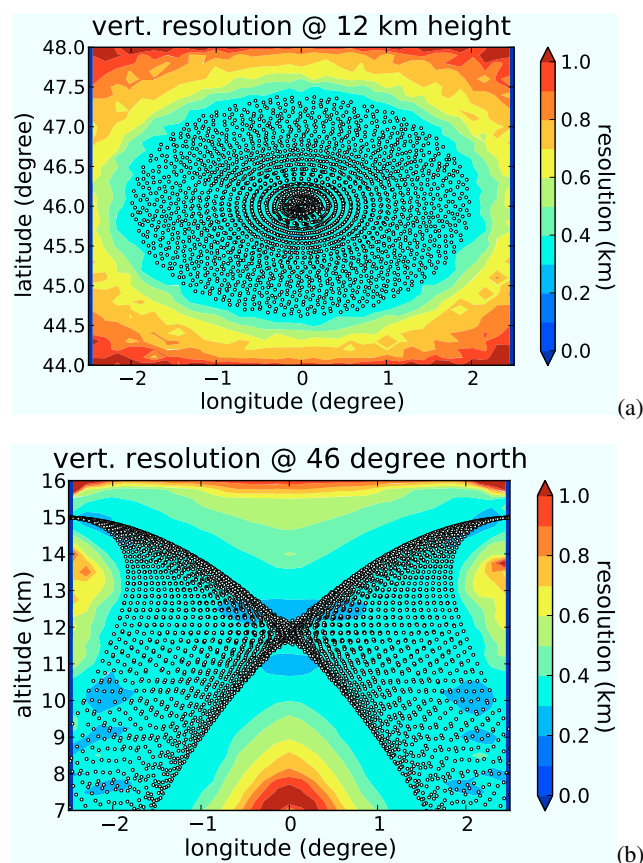 vert. resolution @ 12 km height
48.0
47.5
47.0
46.5
46.0
45.5
45.0
44.5
44.0
latitude (degree)
−2 −1 0 1 2
longitude (degree)
1.0
0.8
0.6
0.4
0.2
0.0
resolution (km)
(a)
vert. resolution @ 46 degree north
16
15
14
13
12
11
10
9
8
7
altitude (km)
−2 −1 0 1 2
longitude (degree)
1.0
0.8
0.6
0.4
0.2
0.0
resolution (km)
(b)